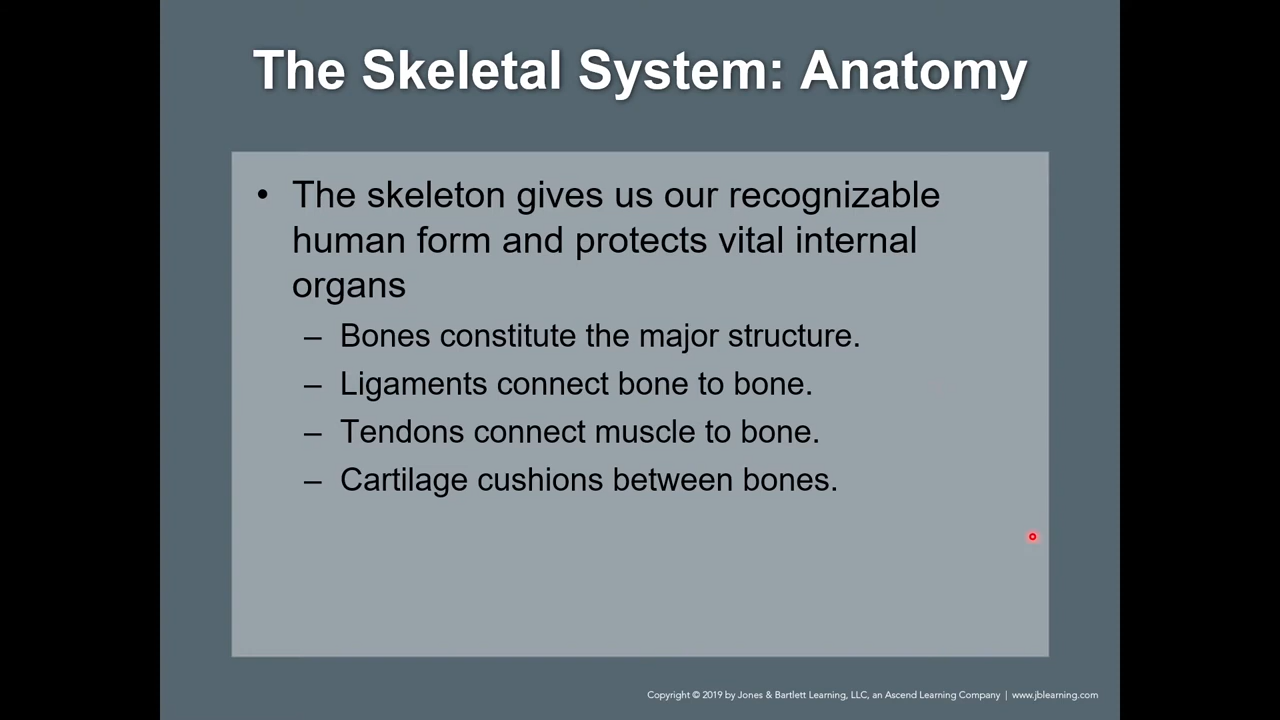 The Skeletal System: Anatomy
• The skeleton gives us our recognizable
human form and protects vital internal
organs
– Bones constitute the major structure.
– Ligaments connect bone to bone.
– Tendons connect muscle to bone.
– Cartilage cushions between bones.
Copyright © 2019 by Jones & Bartlett Learning, LLC, an Ascend Learning Company | www.jblearning.com